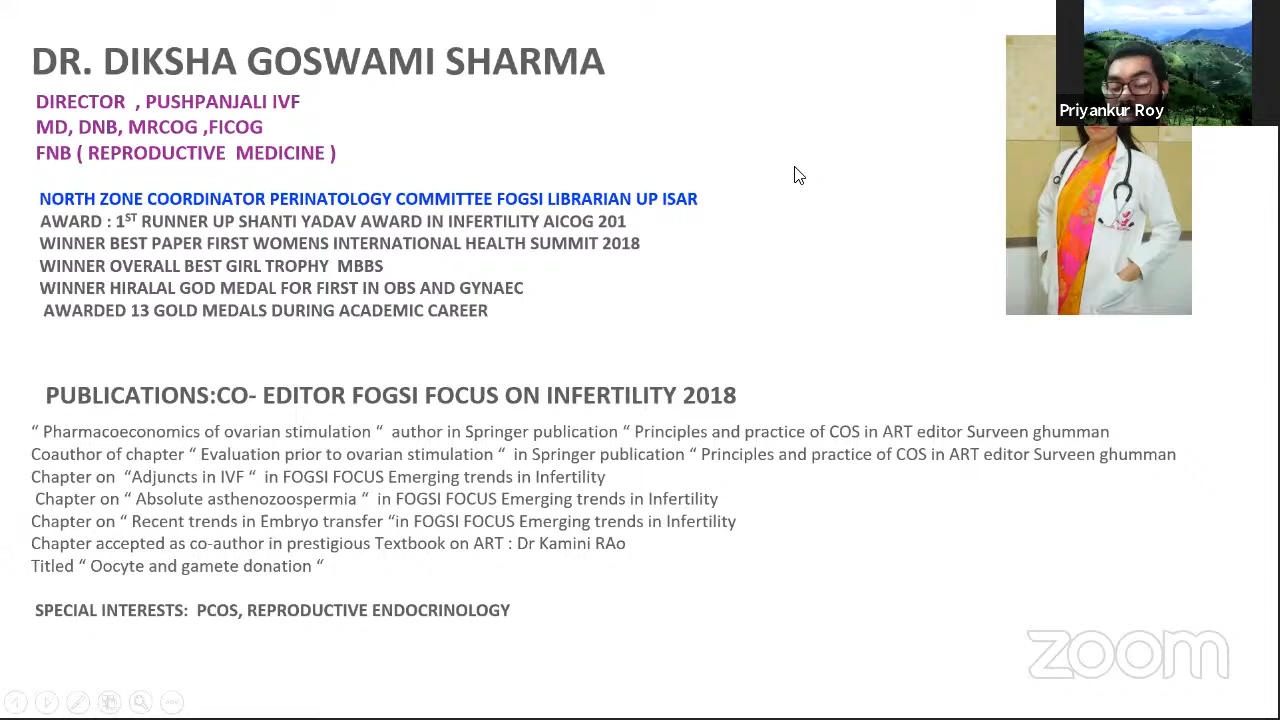 DR. DIKSHA GOSWAMI SHARMA
DIRECTOR , PUSHPANJALI IVF
MD, DNB, MRCOG ,FICOG
FNB ( REPRODUCTIVE MEDICINE )
Priyankur Roy
NORTH ZONE COORDINATOR PERINATOLOGY COMMITTEE FOGSI LIBRARIAN UP ISAR
AWARD : 1ST RUNNER UP SHANTI YADAV AWARD IN INFERTILITY AICOG 201
WINNER BEST PAPER FIRST WOMENS INTERNATIONAL HEALTH SUMMIT 2018
WINNER OVERALL BEST GIRL TROPHY MBBS
WINNER HIRALAL GOD MEDAL FOR FIRST IN OBS AND GYNAEC
AWARDED 13 GOLD MEDALS DURING ACADEMIC CAREER
PUBLICATIONS:CO- EDITOR FOGSI FOCUS ON INFERTILITY 2018
“ Pharmacoeconomics of ovarian stimulation “ author in Springer publication “ Principles and practice of COS in ART editor Surveen ghumman
Coauthor of chapter “ Evaluation prior to ovarian stimulation “ in Springer publication “ Principles and practice of COS in ART editor Surveen ghumman
Chapter on “Adjuncts in IVF “ in FOGSI FOCUS Emerging trends in Infertility
Chapter on “ Absolute asthenozoospermia “ in FOGSI FOCUS Emerging trends in Infertility
Chapter on “ Recent trends in Embryo transfer “in FOGSI FOCUS Emerging trends in Infertility
Chapter accepted as co-author in prestigious Textbook on ART : Dr Kamini RAo
Titled “ Oocyte and gamete donation “
SPECIAL INTERESTS: PCOS, REPRODUCTIVE ENDOCRINOLOGY
zoom